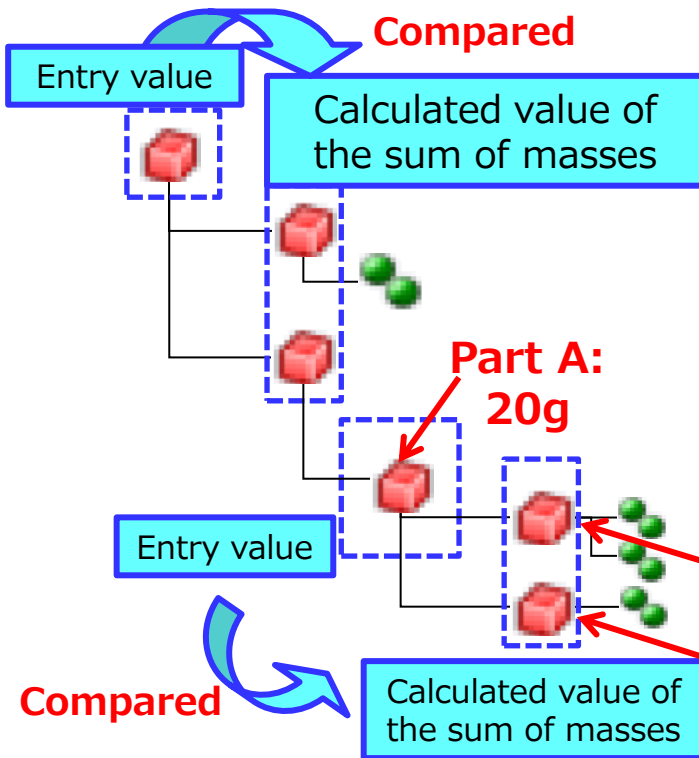 Compared
Entry value
Calculated value of
the sum of masses
Part A:
20g
Entry value
Compared
Calculated value of
the sum of masses